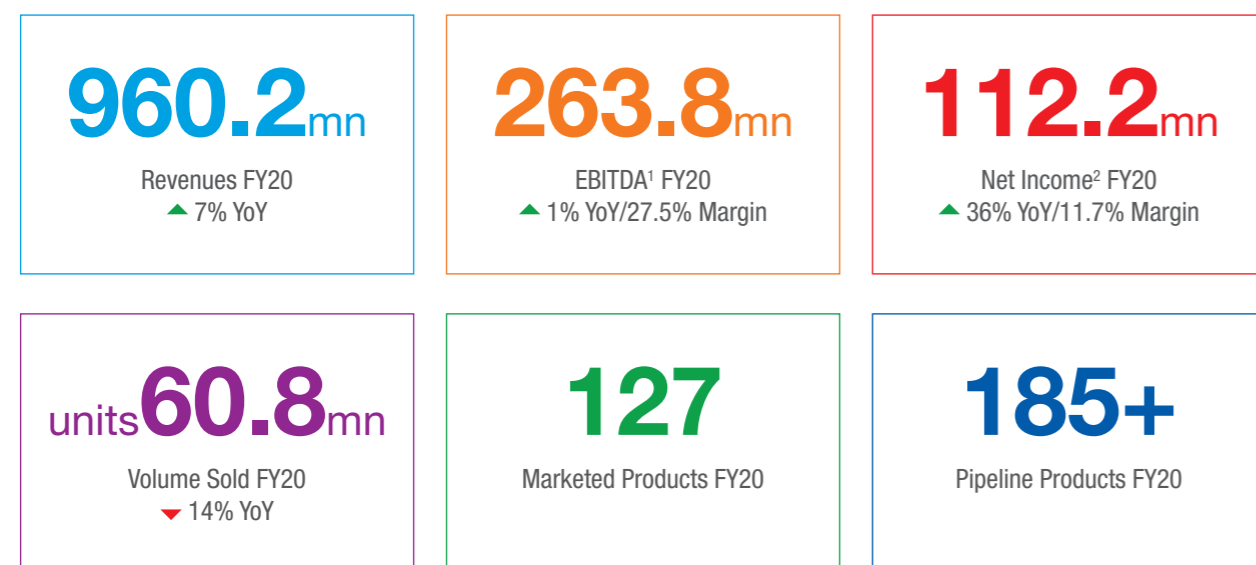 960.2mn
Revenues FY20
▲ 7% YoY
263.8mn
EBITDA¹ FY20
▲ 1% YoY/27.5% Margin
112.2mn
Net Income² FY20
▲ 36% YoY/11.7% Margin
units60.8mn
Volume Sold FY20
▼ 14% YoY
127
Marketed Products FY20
185+
Pipeline Products FY20